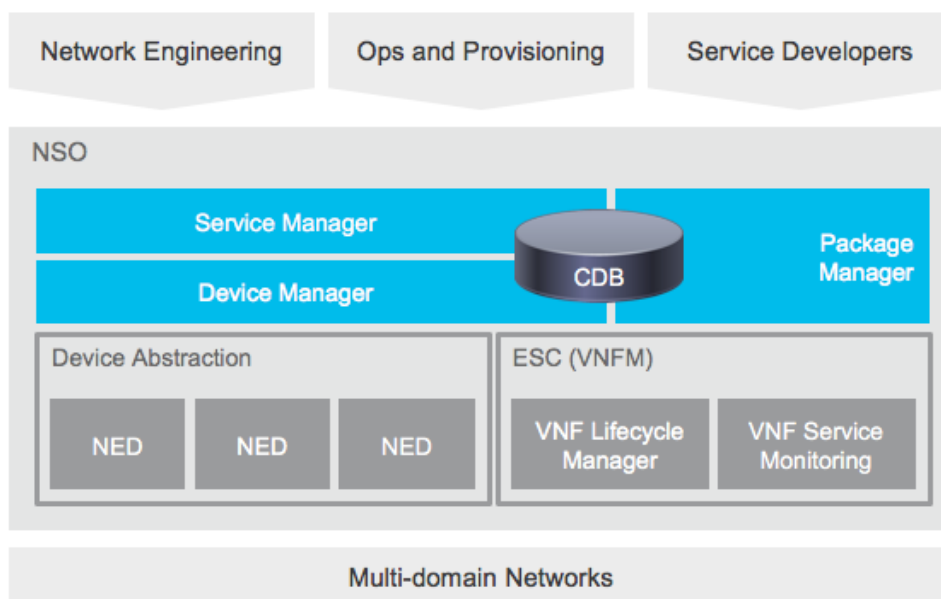 Network Engineering
Ops and Provisioning
Service Developers
NSO
Service Manager
Device Manager
CDB
Package
Manager
Device Abstraction
NED
NED
NED
ESC (VNFM)
VNF Lifecycle
Manager
VNF Service
Monitoring
Multi-domain Networks